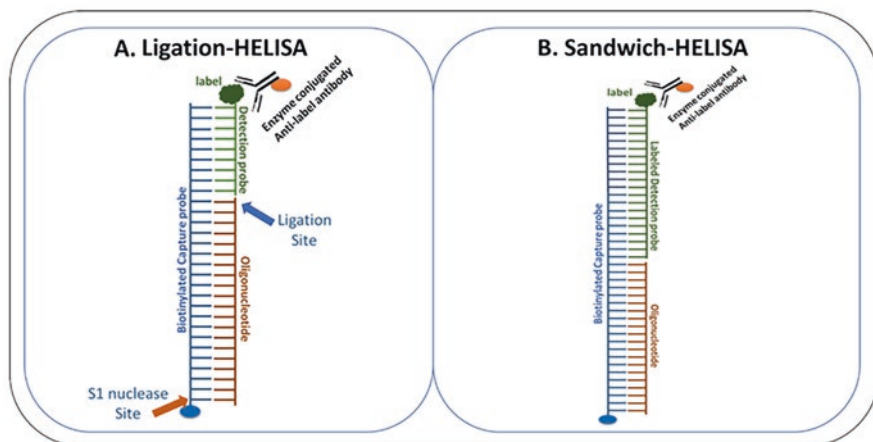 A. Ligation-HELISA
label
Enzyme conjugated
Anti-label antibody
Detection probe
Biotinylated Capture probe
Ligation
Site
Oligonucleotide
S1 nuclease
Site
B. Sandwich-HELISA
label
Enzyme conjugated
Anti-label antibody
Labeled Detection probe
Biotinylated Capture probe
Oligonucleotide